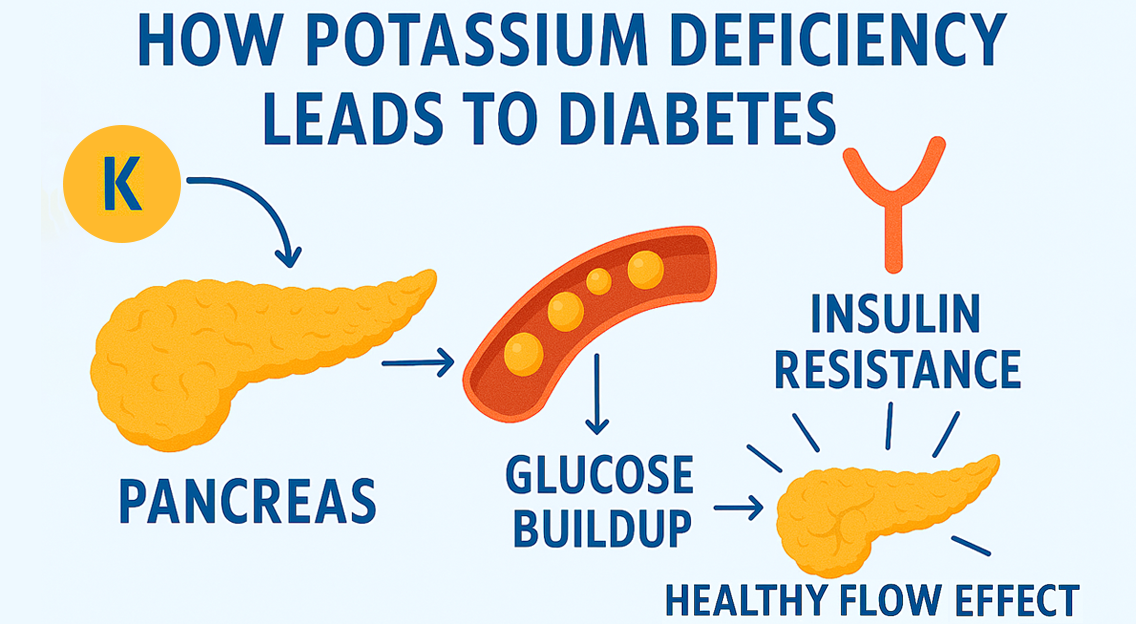 HOW POTASSIUM DEFICIENCY
LEADS TO DIABETES
K
PANCREAS
GLUCOSE
BUILDUP
INSULIN
RESISTANCE
HEALTHY FLOW EFFECT